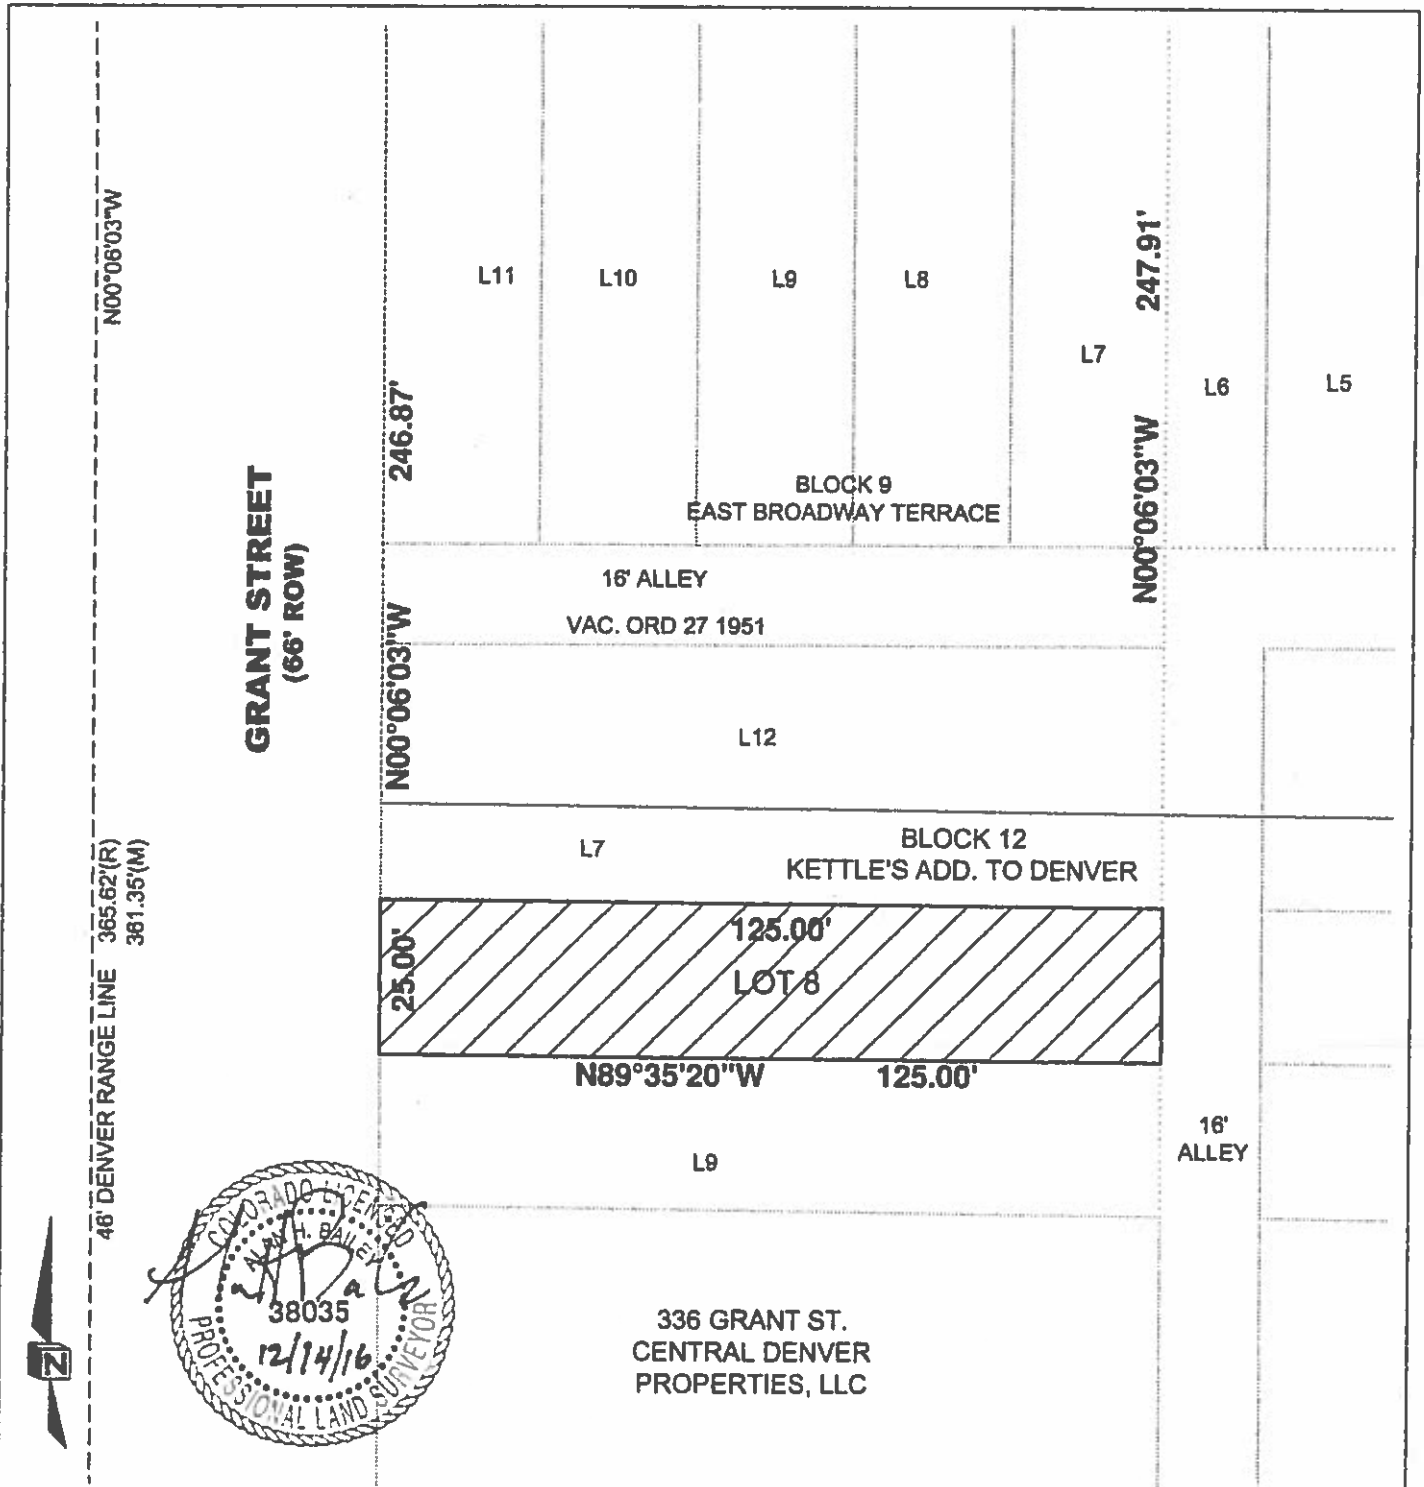 N00°06'03"W
L11
L10
L9
L8
247.91'
L7
L6
L5
246.87'
N00°06'03"W
BLOCK 9
EAST BROADWAY TERRACE
GRANT STREET
(66' ROW)
16' ALLEY
VAC. ORD 27 1951
N00°06'03"W
L12
L7
BLOCK 12
KETTLE'S ADD. TO DENVER
46' DENVER RANGE LINE 365.62'(R)
361.35'(M)
25.00'
125.00'
LOT 8
N89°35'20"W 125.00'
16'
ALLEY
L9
COLORADO LICENSED
ALAN H. BAILEY
38035
12/14/16
PROFESSIONAL LAND SURVEYOR
336 GRANT ST.
CENTRAL DENVER
PROPERTIES, LLC
N